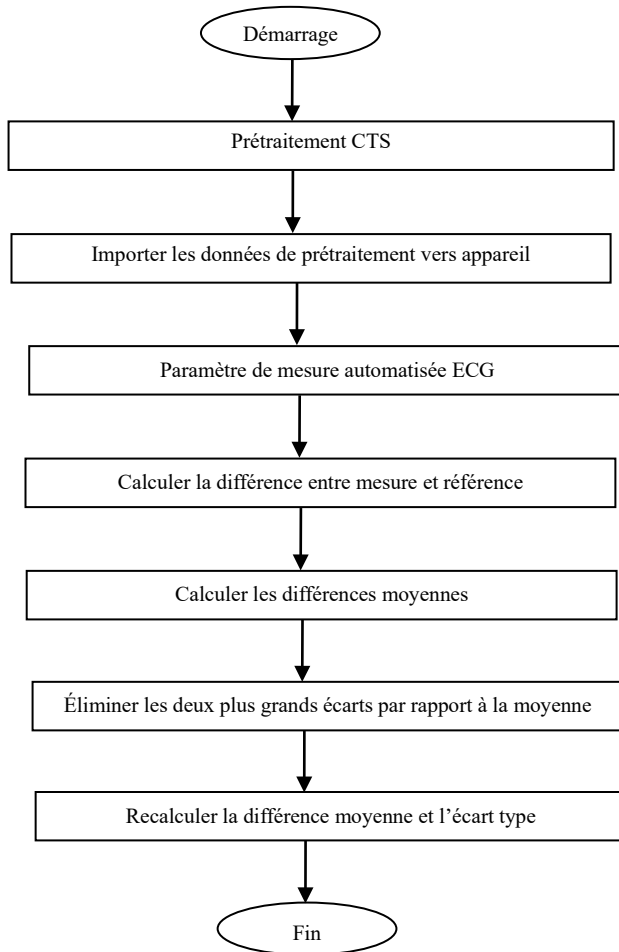 Démarrage
Prétraitement CTS
Importer les données de prétraitement vers appareil
Paramètre de mesure automatisée ECG
Calculer la différence entre mesure et référence
Calculer les différences moyennes
Éliminer les deux plus grands écarts par rapport à la moyenne
Recalculer la différence moyenne et l’écart type
Fin